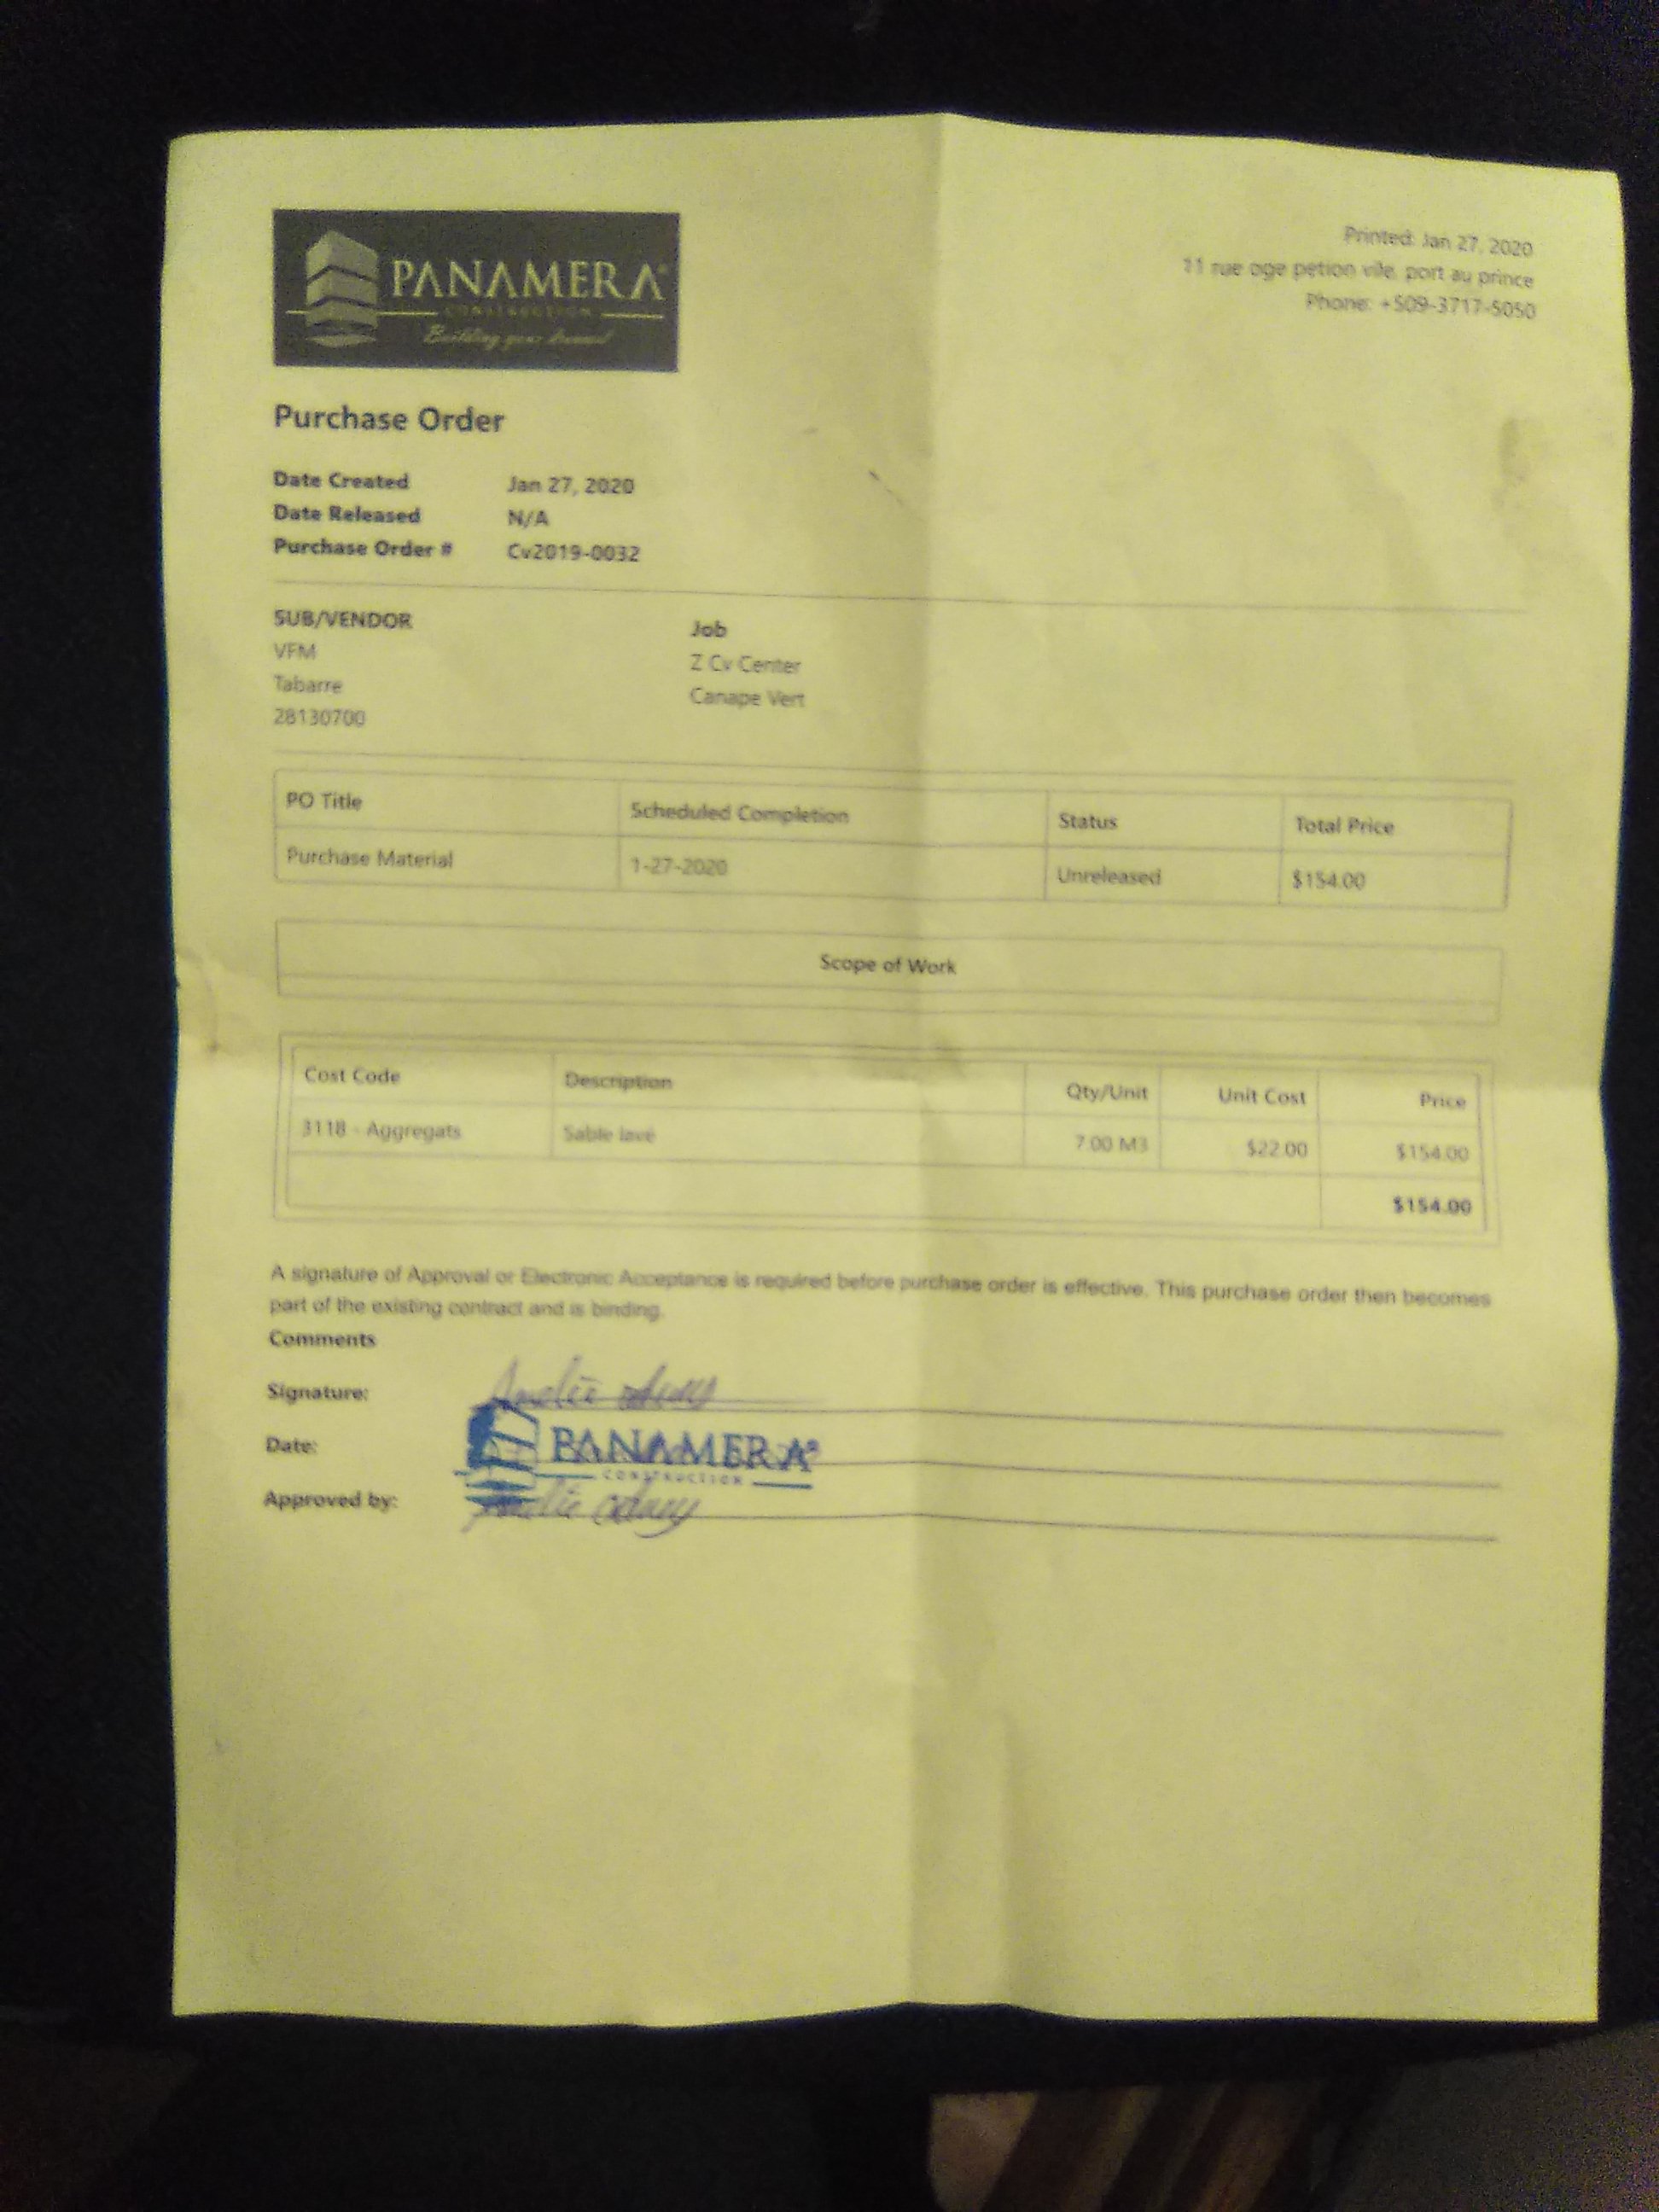 PANAMERA®
CONSTRUCTION
Building your dream!
Printed: Jan 27, 2020
11 rue oge petion vile, port au prince
Phone: +509-3717-5050
Purchase Order
Date Created Jan 27, 2020
Date Released N/A
Purchase Order # Cv2019-0032
SUB/VENDOR Job
VFM Z Cv Center
Tabarre Canape Vert
28130700
PO Title Scheduled Completion Status Total Price
Purchase Material 1-27-2020 Unreleased $154.00
Scope of Work
Cost Code Description Qty/Unit Unit Cost Price
3118 - Aggregats Sable lave 7.00 M3 $22.00 $154.00
$154.00
A signature of Approval or Electronic Acceptance is required before purchase order is effective. This purchase order then becomes
part of the existing contract and is binding.
Comments
Signature:
Date:
PANAMERA®
CONSTRUCTION
Approved by: